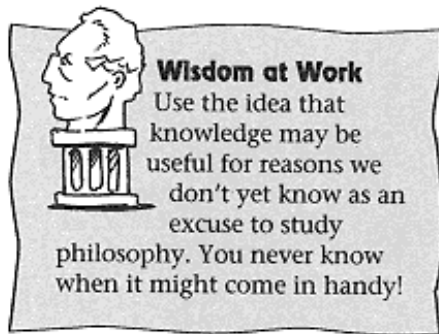 Wisdom at Work
Use the idea that
knowledge may be
useful for reasons we
don't yet know as an
excuse to study
philosophy. You never know
when it might come in handy!